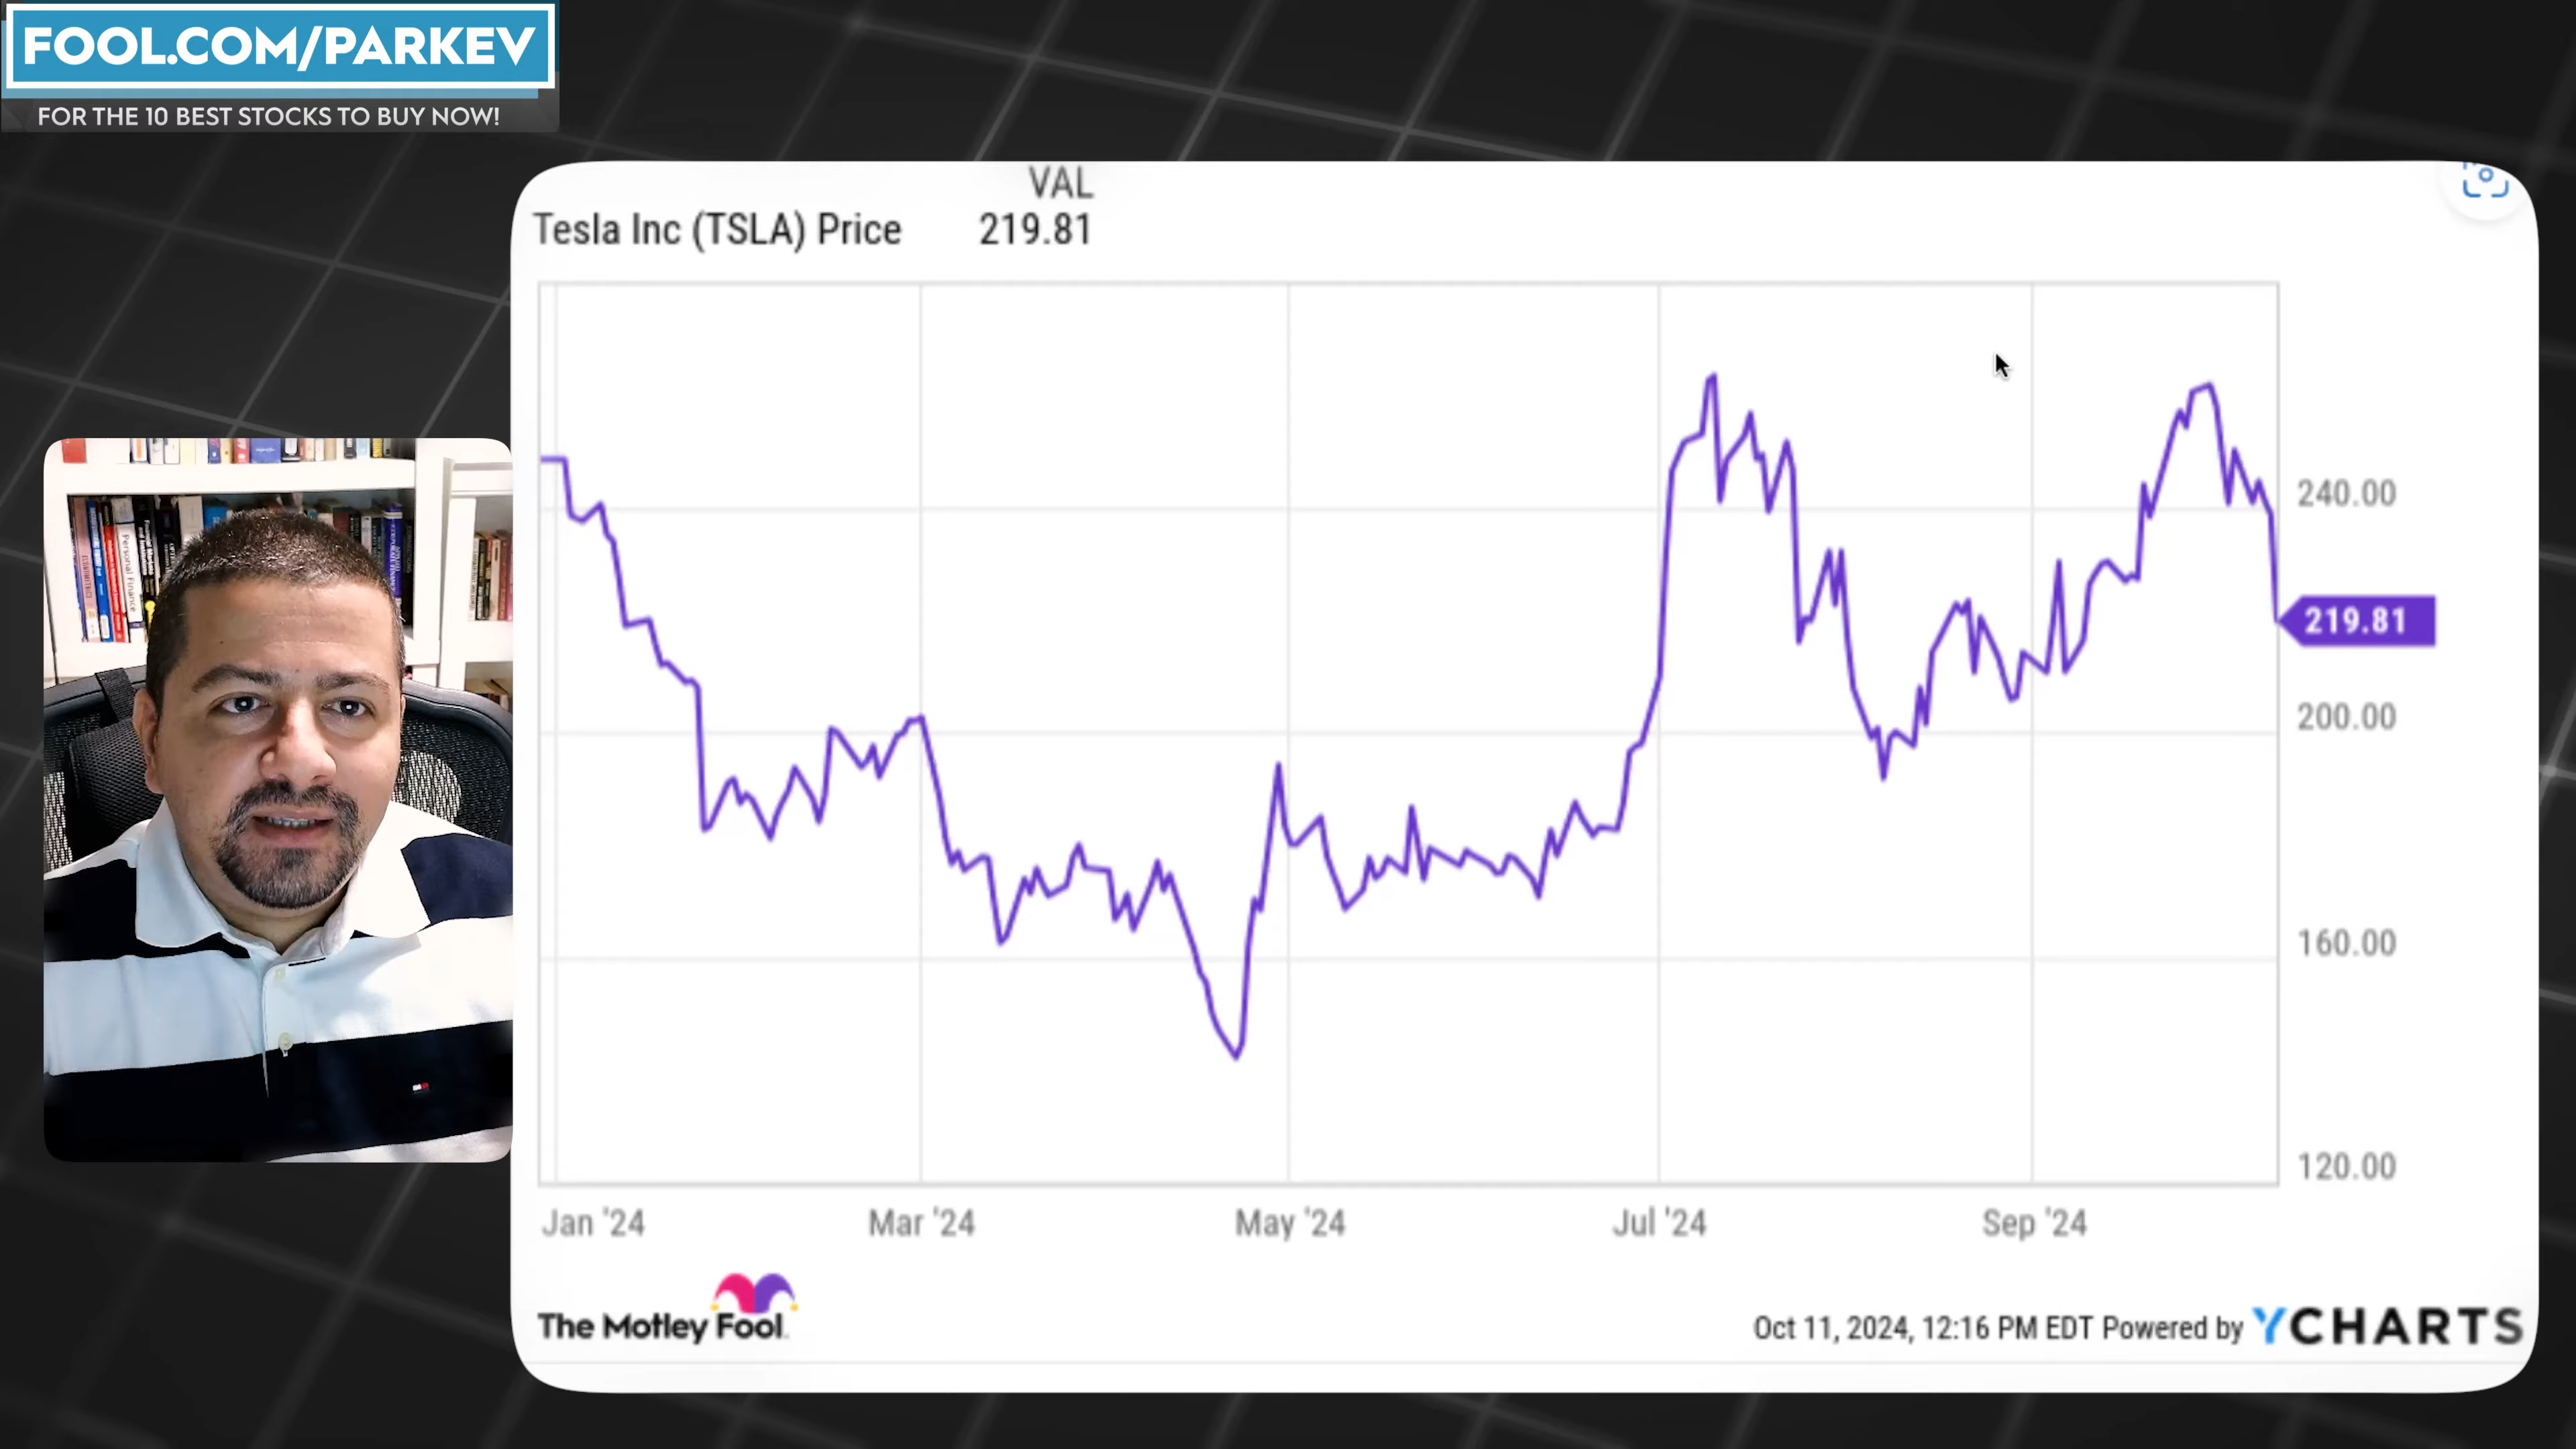 FOOL.COM/PARKEV
FOR THE 10 BEST STOCKS TO BUY NOW!
VAL
Tesla Inc (TSLA) Price 219.81
240.00
219.81
200.00
160.00
120.00
Jan '24 Mar '24 May '24 Jul '24 Sep '24
The Motley Fool.
Oct 11, 2024, 12:16 PM EDT Powered by YCHARTS
Personal Finance